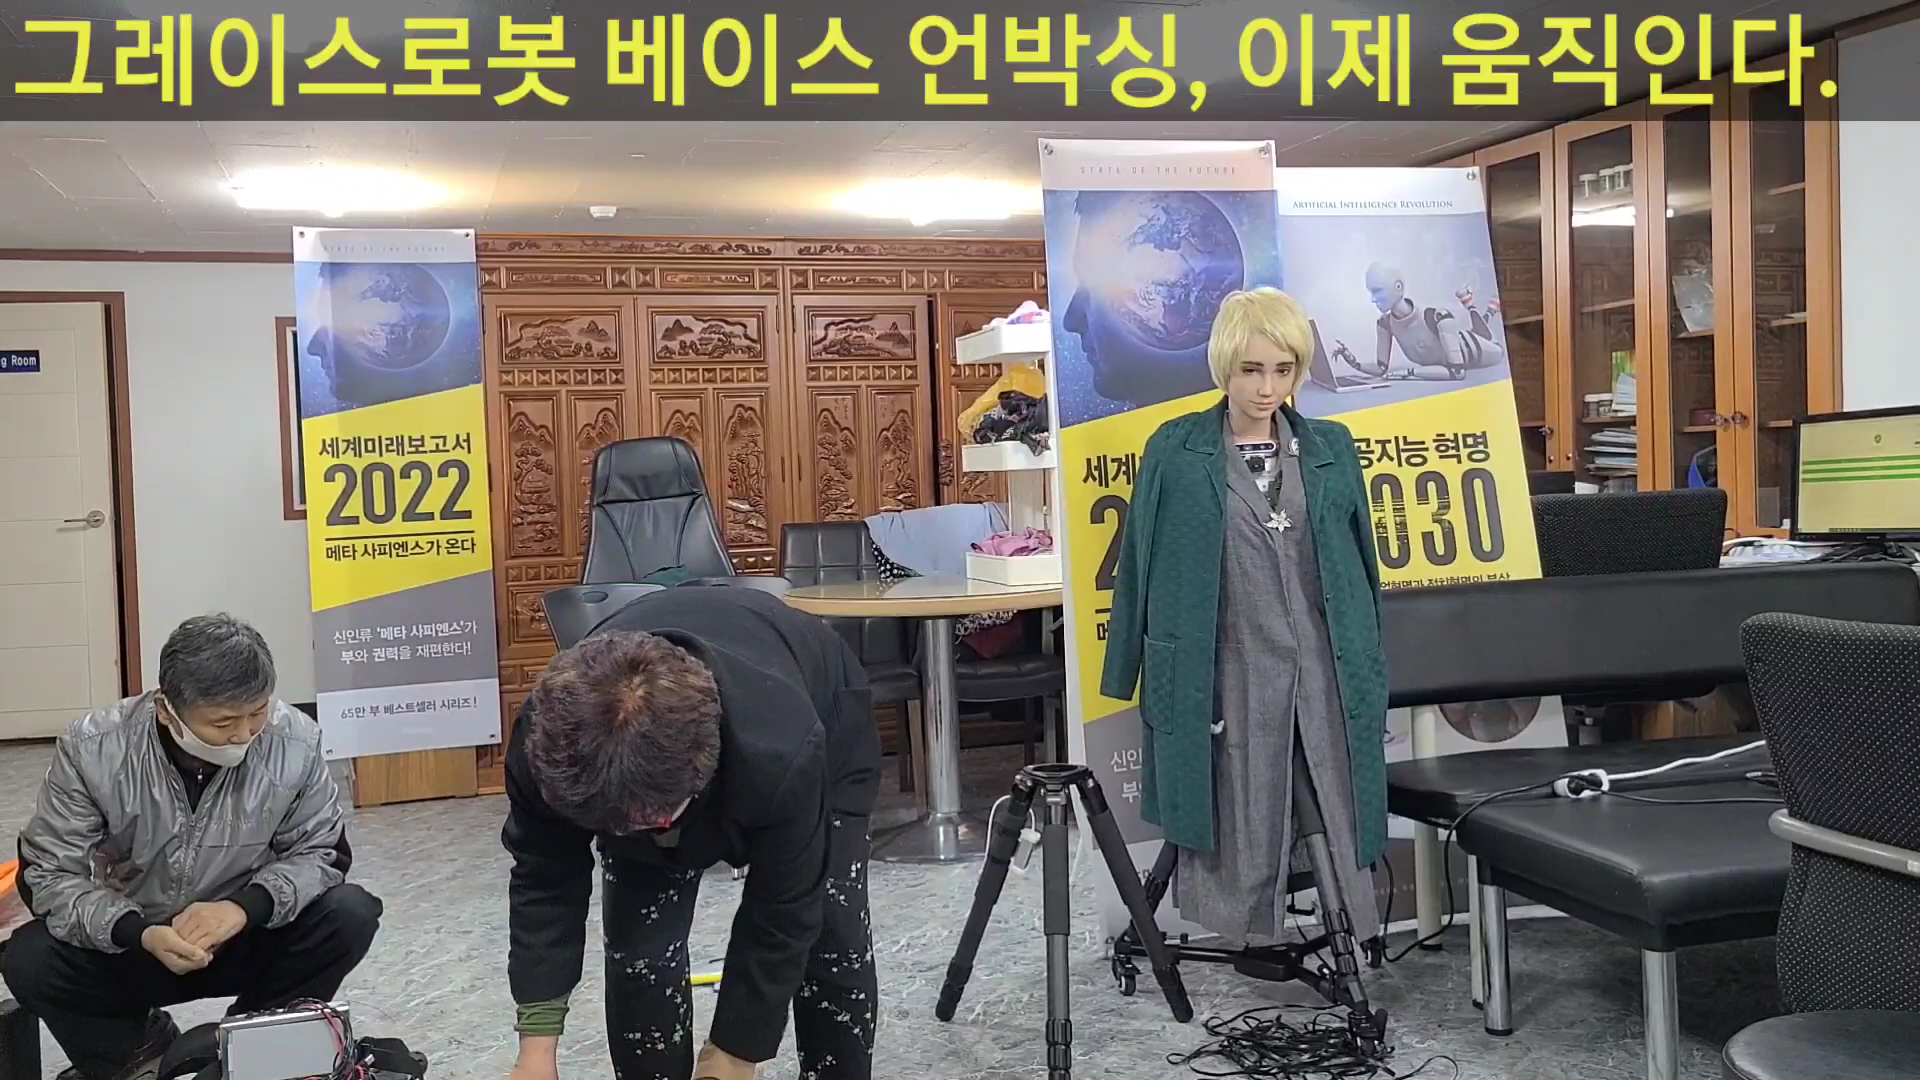 그레이스로봇 베이스 언박싱, 이제 움직인다.
STATE OF THE FUTURE
ARTIFICIAL INTELLIGENCE REVOLUTION
g Room
STATE OF THE FUTURE
세계미래보고서
2022
메타 사피엔스가 온다
신인류 '메타 사피엔스'가
부와 권력을 재편한다!
65만 부 베스트셀러 시리즈!
세계
2
메
신인
부
공지능 혁명
030